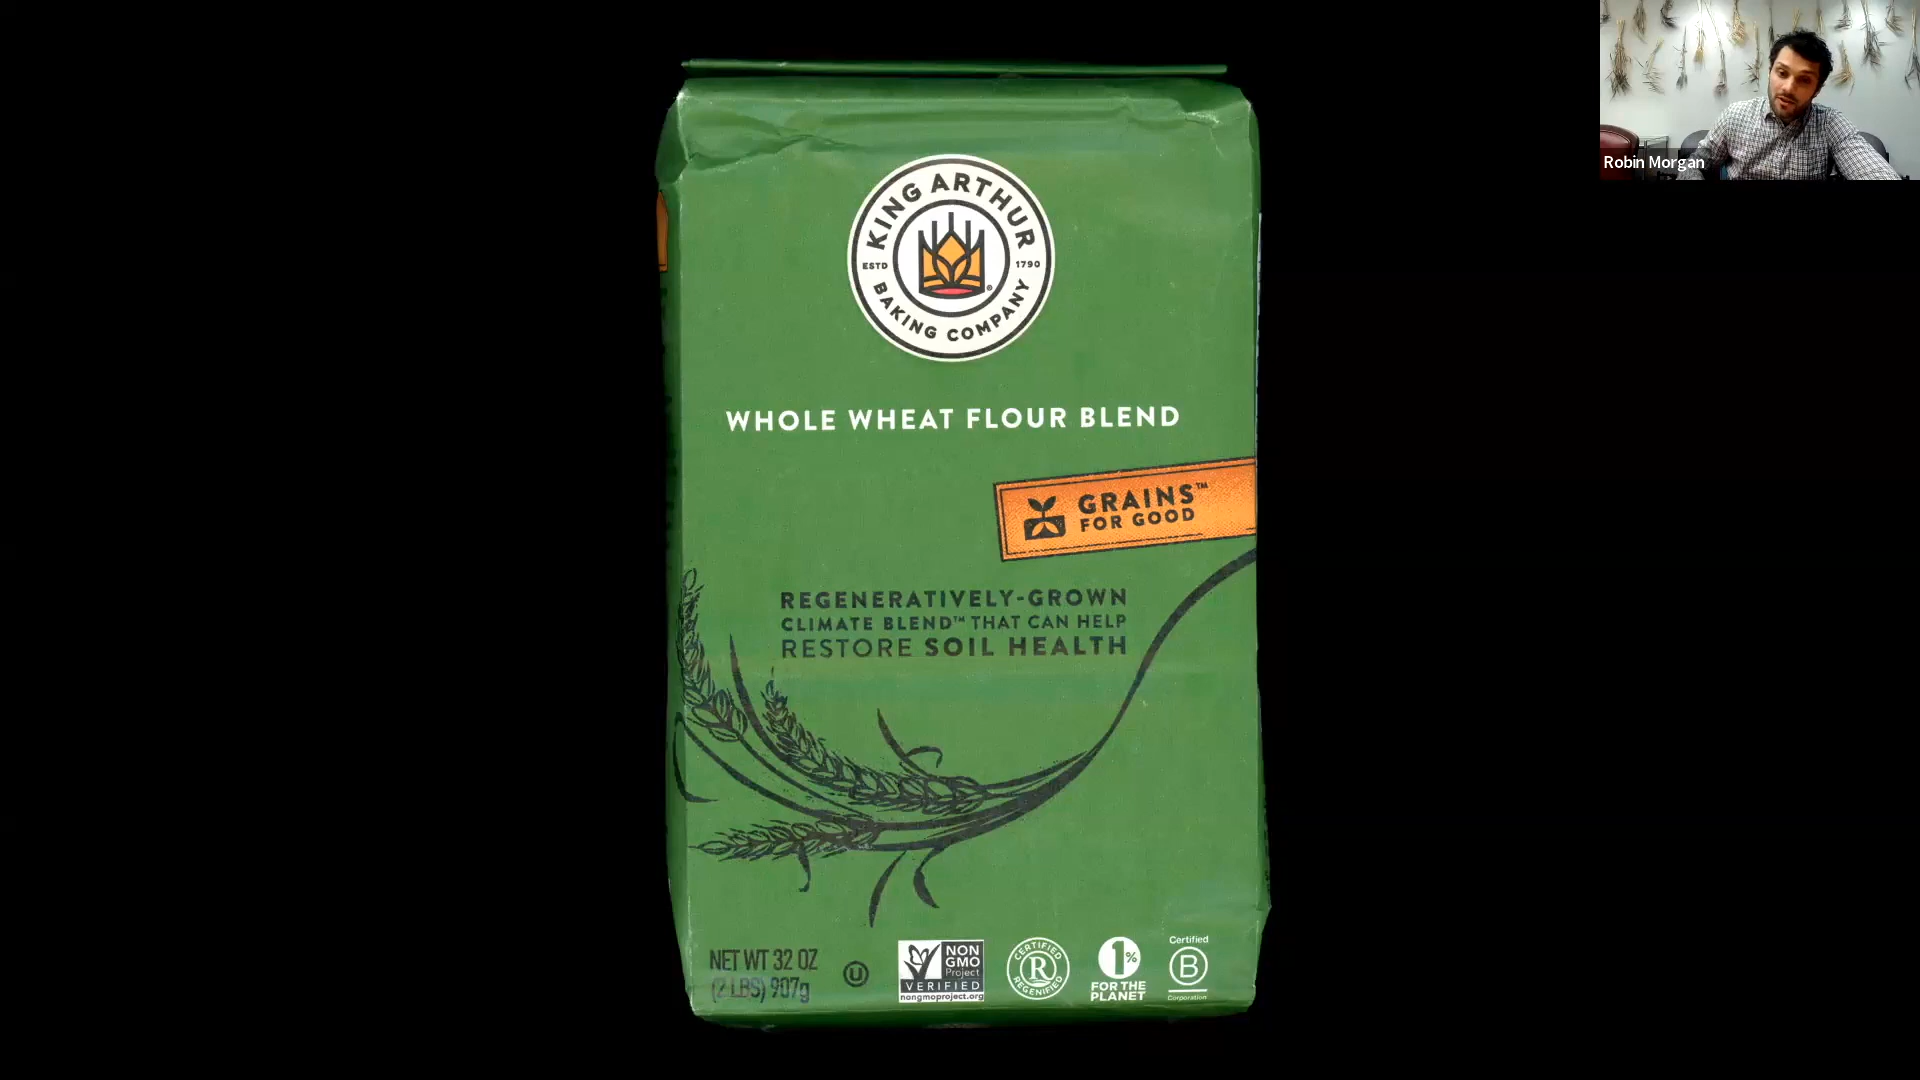 KING ARTHUR
ESTD 1790
BAKING COMPANY
®
WHOLE WHEAT FLOUR BLEND
GRAINS™
FOR GOOD
REGENERATIVELY-GROWN
CLIMATE BLEND™ THAT CAN HELP
RESTORE SOIL HEALTH
NET WT 32 OZ
(2 LBS) 907g
U
NON
GMO
Project
VERIFIED
nongmoproject.org
CERTIFIED
R
REGENIFIED
1%
FOR THE
PLANET
Certified
B
Corporation
Robin Morgan